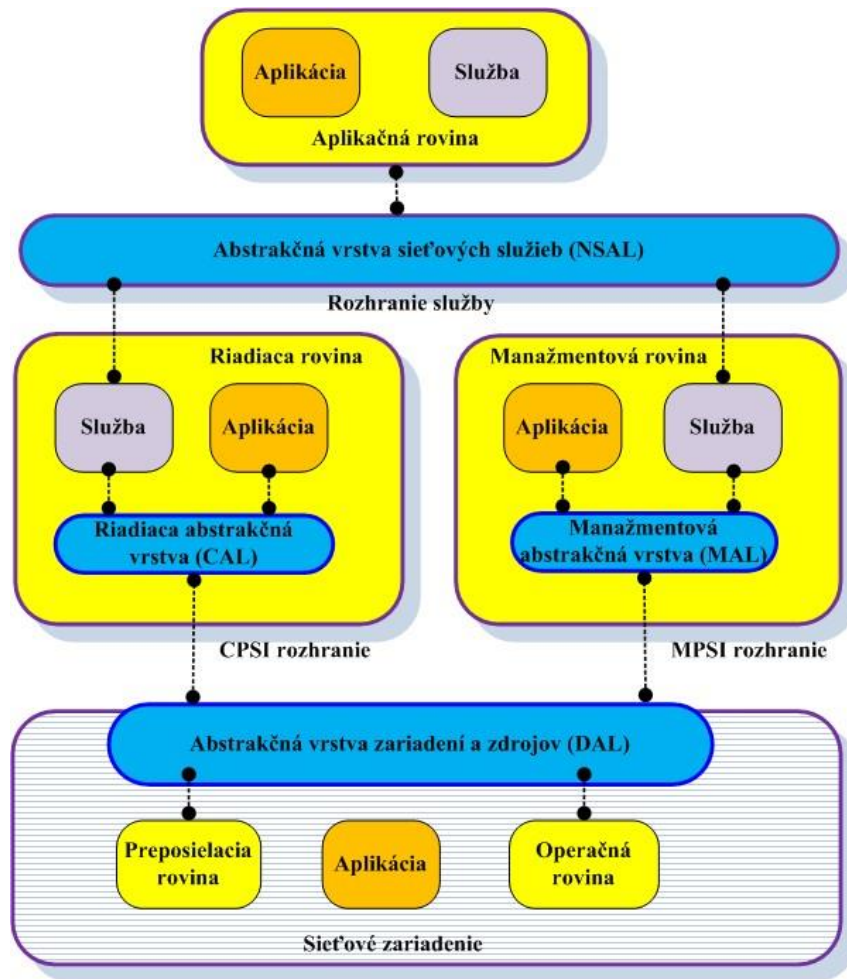 Aplikácia
Služba
Aplikačná rovina
Abstrakčná vrstva sieťových služieb (NSAL)
Rozhranie služby
Riadiaca rovina
Služba
Aplikácia
Riadiaca abstrakčná
vrstva (CAL)
Manažmentová rovina
Aplikácia
Služba
Manažmentová
abstrakčná vrstva (MAL)
CPSI rozhranie
MPSI rozhranie
Abstrakčná vrstva zariadení a zdrojov (DAL)
Preposielacia
rovina
Aplikácia
Operačná
rovina
Sieťové zariadenie